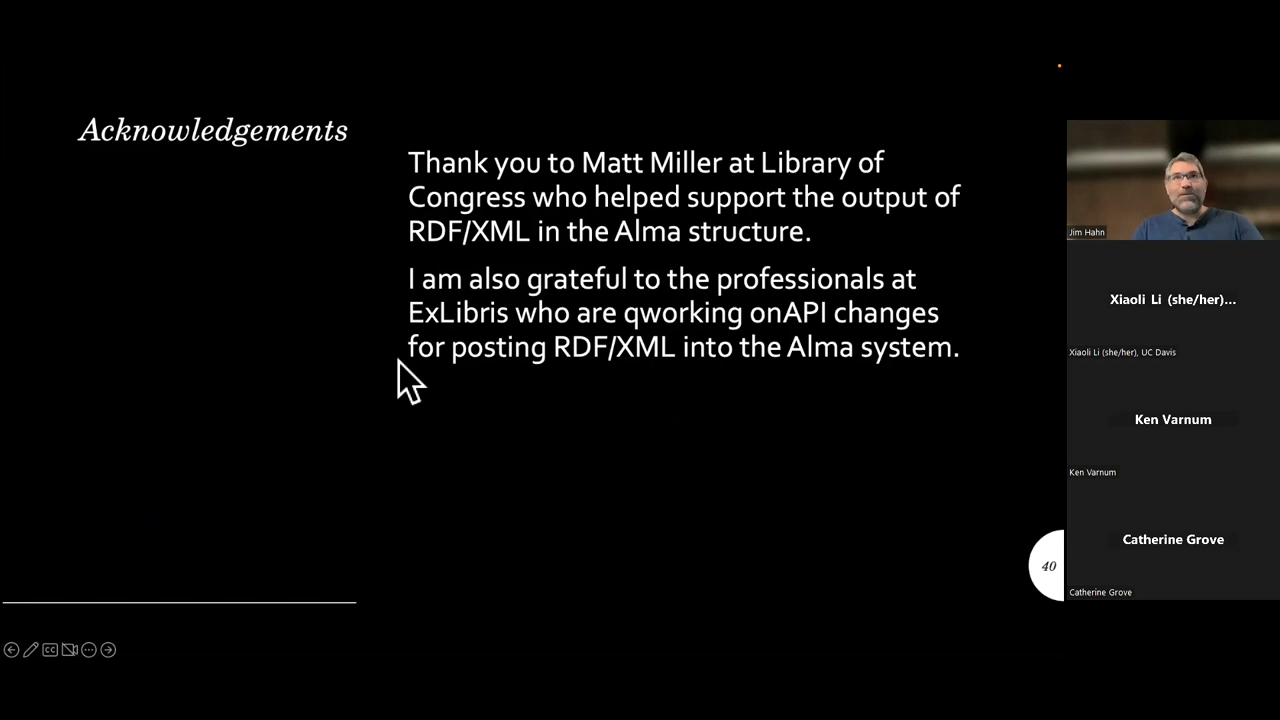 Acknowledgements
Thank you to Matt Miller at Library of
Congress who helped support the output of
RDF/XML in the Alma structure.
I am also grateful to the professionals at
ExLibris who are qworking onAPI changes
for posting RDF/XML into the Alma system.
40
CC
Jim Hahn
Xiaoli Li (she/her)...
Xiaoli Li (she/her), UC Davis
Ken Varnum
Ken Varnum
Catherine Grove
Catherine Grove